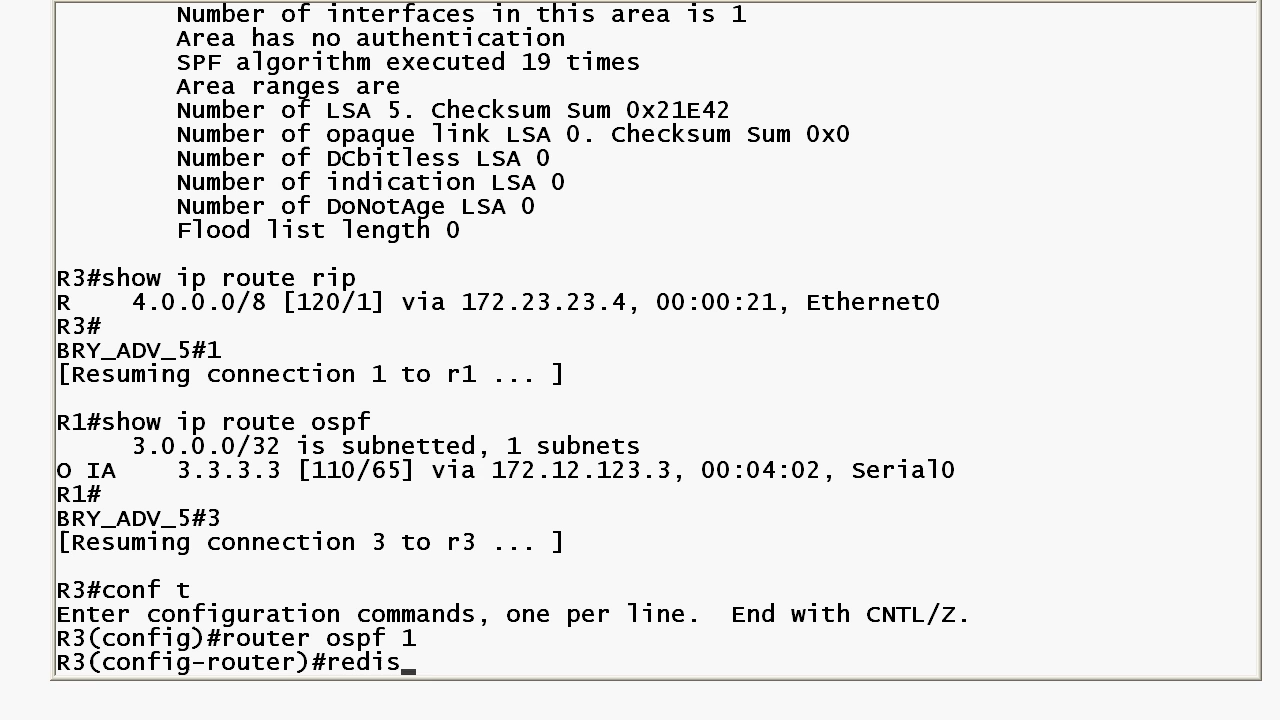 Number of interfaces in this area is 1
Area has no authentication
SPF algorithm executed 19 times
Area ranges are
Number of LSA 5. Checksum Sum 0x21E42
Number of opaque link LSA 0. Checksum Sum 0x0
Number of DCbitless LSA 0
Number of indication LSA 0
Number of DoNotAge LSA 0
Flood list length 0
R3#show ip route rip
R    4.0.0.0/8 [120/1] via 172.23.23.4, 00:00:21, Ethernet0
R3#
BRY_ADV_5#1
[Resuming connection 1 to r1 ... ]
R1#show ip route ospf
3.0.0.0/32 is subnetted, 1 subnets
O IA    3.3.3.3 [110/65] via 172.12.123.3, 00:04:02, Serial0
R1#
BRY_ADV_5#3
[Resuming connection 3 to r3 ... ]
R3#conf t
Enter configuration commands, one per line.  End with CNTL/Z.
R3(config)#router ospf 1
R3(config-router)#redis